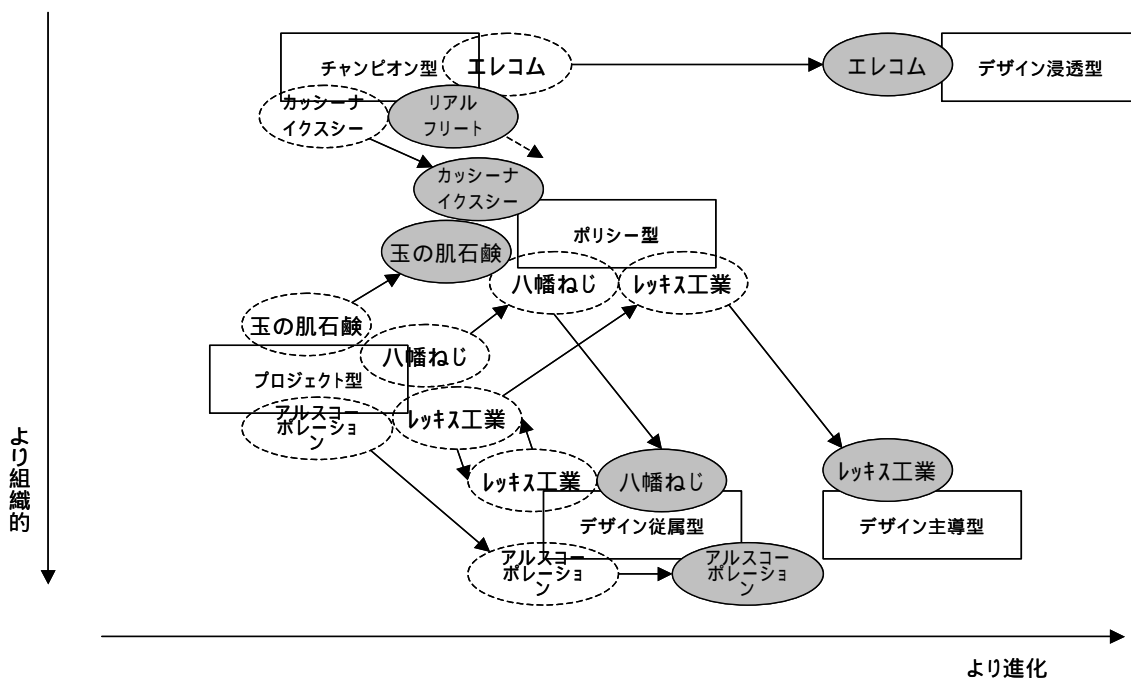 チャンピオン型
エレコム
エレコム
デザイン浸透型
カッシーナ
イクスシー
リアル
フリート
カッシーナ
イクスシー
ポリシー型
玉の肌石鹸
八幡ねじ
レッキス工業
玉の肌石鹸
八幡ねじ
プロジェクト型
アルスコー
ポレーショ
ン
レッキス工業
より組織的
レッキス工業
八幡ねじ
レッキス工業
デザイン従属型
デザイン主導型
アルスコー
ポレーショ
ン
アルスコー
ポレーショ
ン
より進化